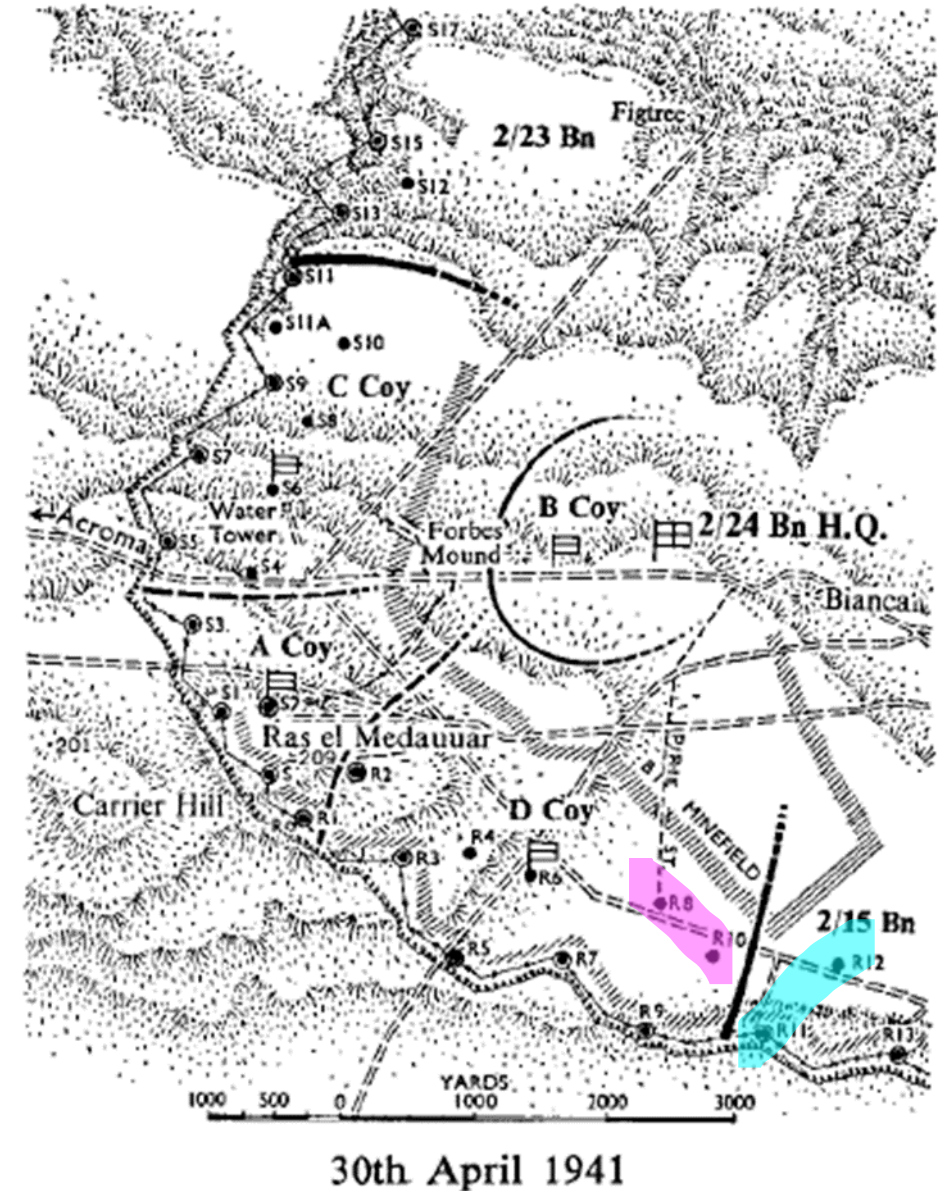 S17
Figtree
2/23 Bn
S15
S12
S13
S11
S11A
S10
S9
C Coy
S8
S7
S6
Water
Tower
B Coy
2/24 Bn H.Q.
Forbes
Mound
Acroma
S5
S4
S3
A Coy
S1
S2
Ras el Medauuar
201
209
R2
Carrier Hill
R1
D Coy
B1
PIRIE ST
MINEFIELD
R3
R4
R6
R8
R10
2/15 Bn
R12
R5
R7
R9
R11
R13
YARDS
1000 500 0 1000 2000 3000
30th April 1941